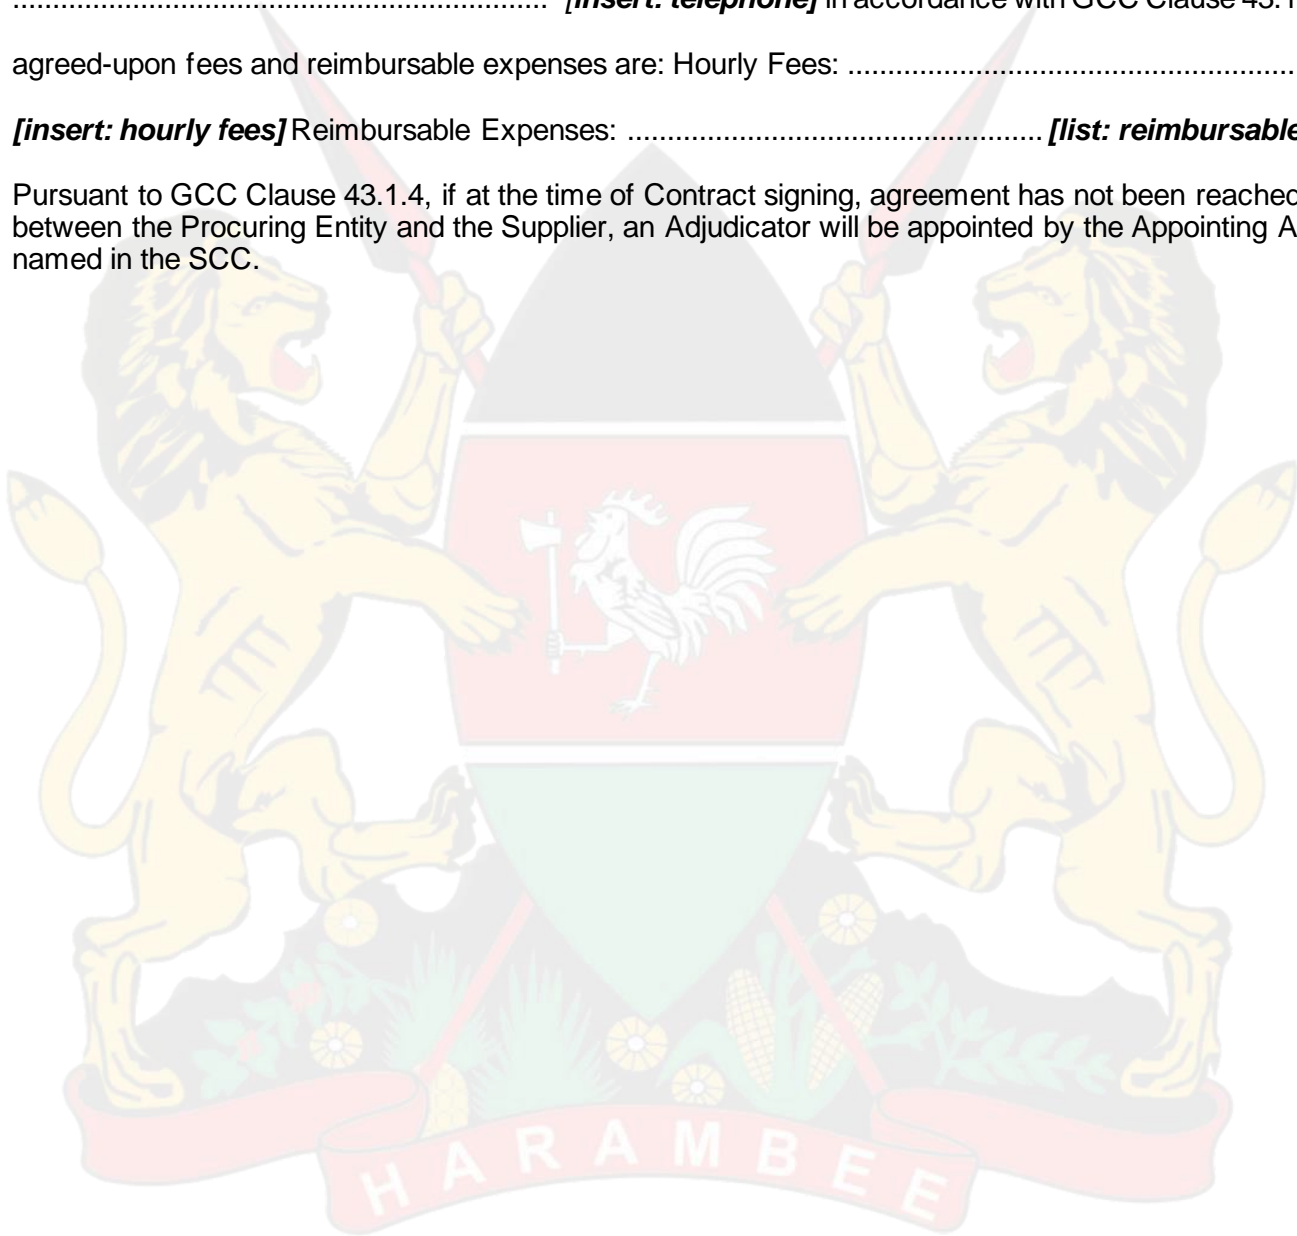 .................................................................. [insert: telephone] in accordance with GCC Clause 43.1
agreed-upon fees and reimbursable expenses are: Hourly Fees: ........................................................
[insert: hourly fees] Reimbursable Expenses: ................................................... [list: reimbursable
Pursuant to GCC Clause 43.1.4, if at the time of Contract signing, agreement has not been reached
between the Procuring Entity and the Supplier, an Adjudicator will be appointed by the Appointing A
named in the SCC.
HARAMBEE